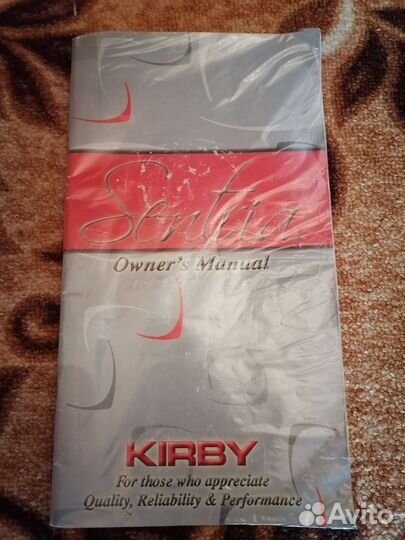 Sentria
Owner's Manual
KIRBY
For those who appreciate
Quality, Reliability & Performance
Avito